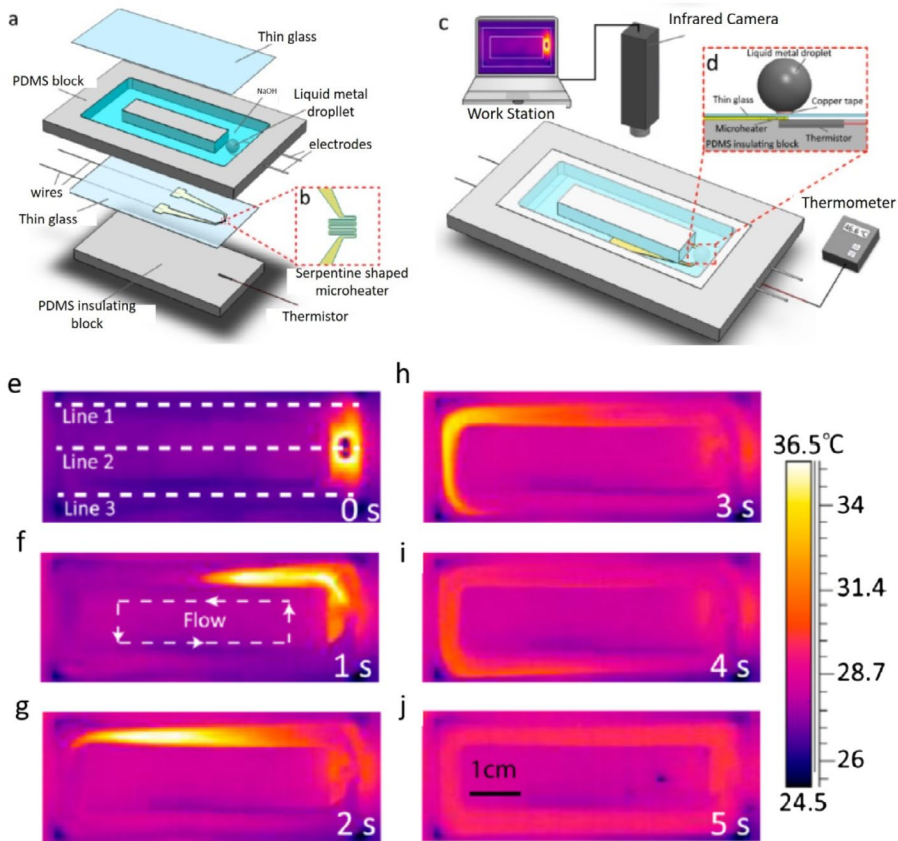 a
Thin glass
PDMS block
NaOH
Liquid metal
dropllet
electrodes
wires
Thin glass
b
Serpentine shaped
microheater
PDMS insulating
block
Thermistor
c
Infrared Camera
Work Station
d
Liquid metal droplet
Thin glass
Copper tape
Microheater
Thermistor
PDMS insulating block
Thermometer
e
Line 1
Line 2
Line 3
0 s
f
Flow
1 s
g
2 s
h
3 s
i
4 s
j
1cm
5 s
36.5℃
34
31.4
28.7
26
24.5